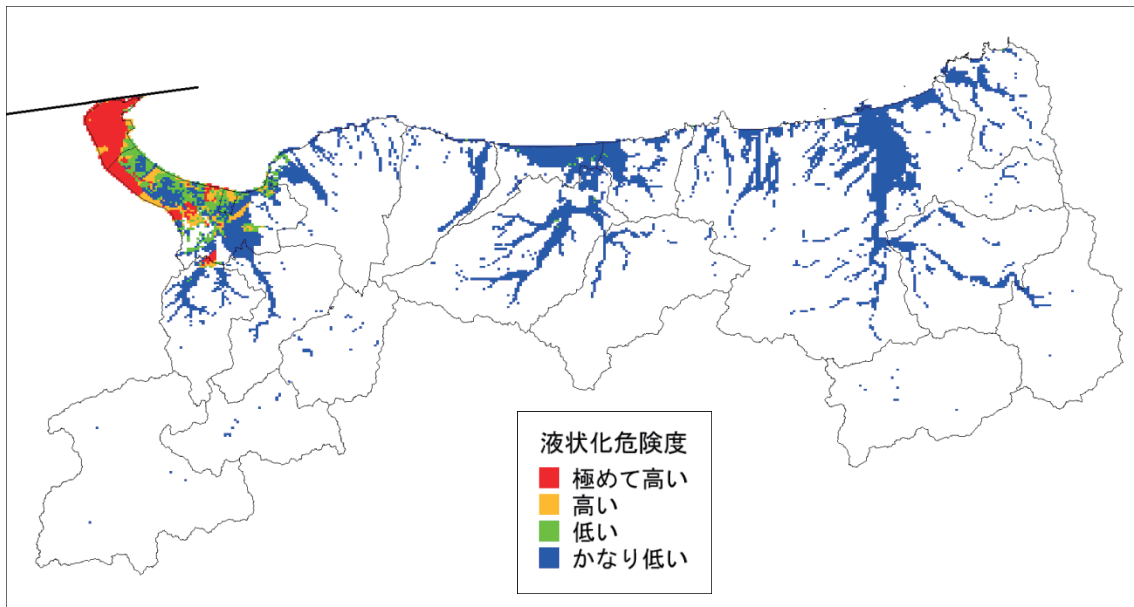 液状化危険度
極めて高い
高い
低い
かなり低い